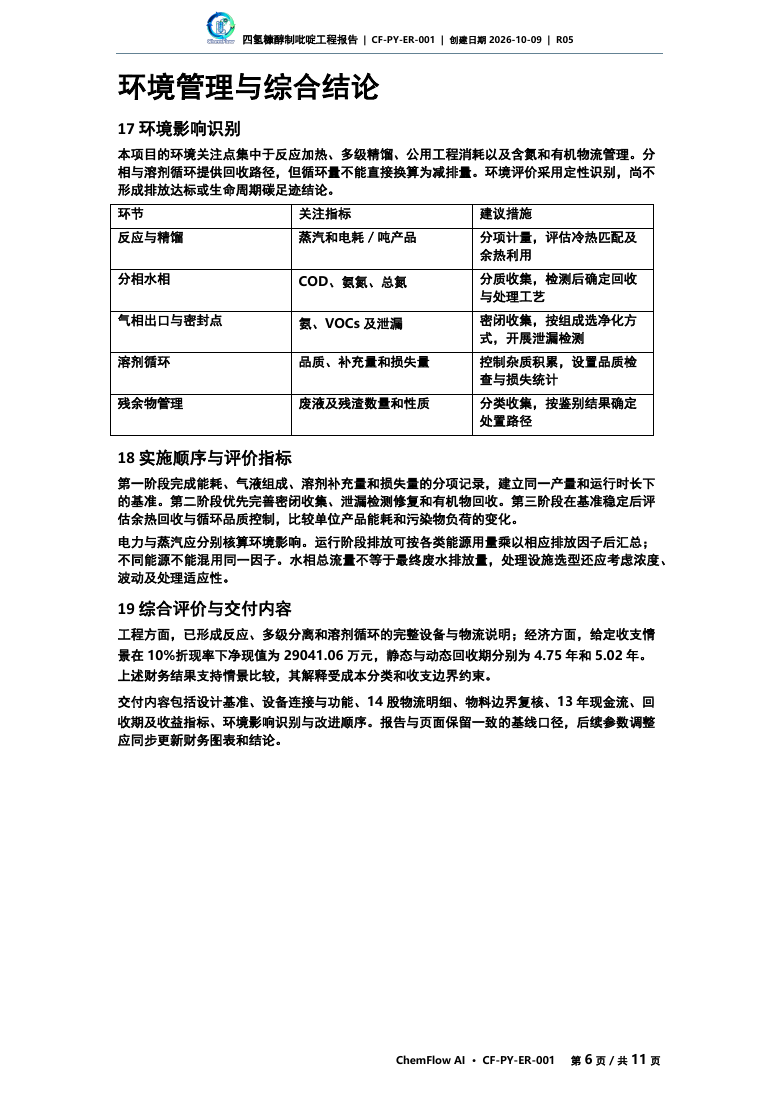 ChemFlow
四氢糠醇制吡啶工程报告 | CF-PY-ER-001 | 创建日期 2026-10-09 | R05
环境管理与综合结论
17 环境影响识别
本项目的环境关注点集中于反应加热、多级精馏、公用工程消耗以及含氮和有机物流管理。分
相与溶剂循环提供回收路径，但循环量不能直接换算为减排量。环境评价采用定性识别，尚不
形成排放达标或生命周期碳足迹结论。
环节 关注指标 建议措施
反应与精馏 蒸汽和电耗 / 吨产品 分项计量，评估冷热匹配及
余热利用
分相水相 COD、氨氮、总氮 分质收集，检测后确定回收
与处理工艺
气相出口与密封点 氨、VOCs 及泄漏 密闭收集，按组成选净化方
式，开展泄漏检测
溶剂循环 品质、补充量和损失量 控制杂质积累，设置品质检
查与损失统计
残余物管理 废液及残渣数量和性质 分类收集，按鉴别结果确定
处置路径
18 实施顺序与评价指标
第一阶段完成能耗、气液组成、溶剂补充量和损失量的分项记录，建立同一产量和运行时长下
的基准。第二阶段优先完善密闭收集、泄漏检测修复和有机物回收。第三阶段在基准稳定后评
估余热回收与循环品质控制，比较单位产品能耗和污染物负荷的变化。
电力与蒸汽应分别核算环境影响。运行阶段排放可按各类能源用量乘以相应排放因子后汇总；
不同能源不能混用同一因子。水相总流量不等于最终废水排放量，处理设施选型还应考虑浓度、
波动及处理适应性。
19 综合评价与交付内容
工程方面，已形成反应、多级分离和溶剂循环的完整设备与物流说明；经济方面，给定收支情
景在 10%折现率下净现值为 29041.06 万元，静态与动态回收期分别为 4.75 年和 5.02 年。
上述财务结果支持情景比较，其解释受成本分类和收支边界约束。
交付内容包括设计基准、设备连接与功能、14 股物流明细、物料边界复核、13 年现金流、回
收期及收益指标、环境影响识别与改进顺序。报告与页面保留一致的基线口径，后续参数调整
应同步更新财务图表和结论。
ChemFlow AI · CF-PY-ER-001 第 6 页 / 共 11 页